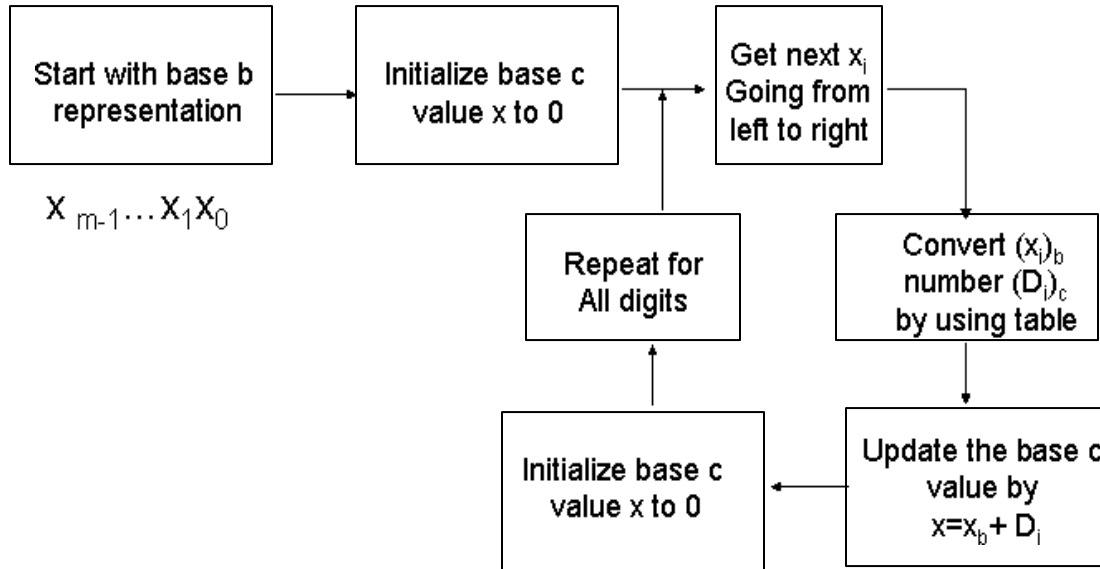 Start with base b
representation
Initialize base c
value x to 0
Get next xᵢ
Going from
left to right
x ₘ₋₁...x₁x₀
Convert (xᵢ)b
number (Dᵢ)c
by using table
Repeat for
All digits
Update the base c
value by
x=xb+ Dᵢ
Initialize base c
value x to 0